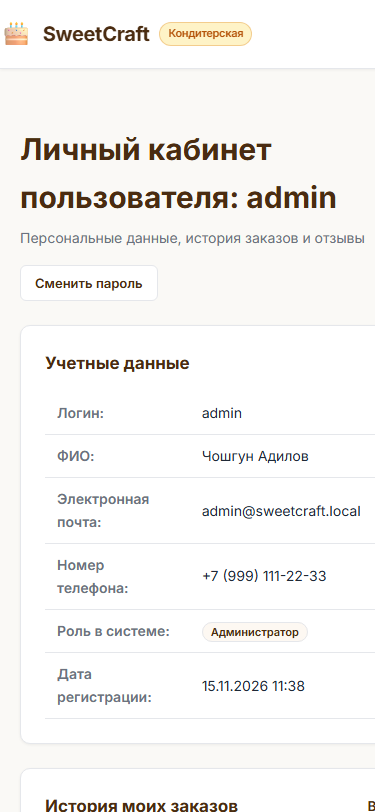 SweetCraft Кондитерская
Личный кабинет
пользователя: admin
Персональные данные, история заказов и отзывы
Сменить пароль
Учетные данные
Логин: admin
ФИО: Чошгун Адилов
Электронная
почта: admin@sweetcraft.local
Номер
телефона: +7 (999) 111-22-33
Роль в системе: Администратор
Дата
регистрации: 15.11.2026 11:38
История моих заказов